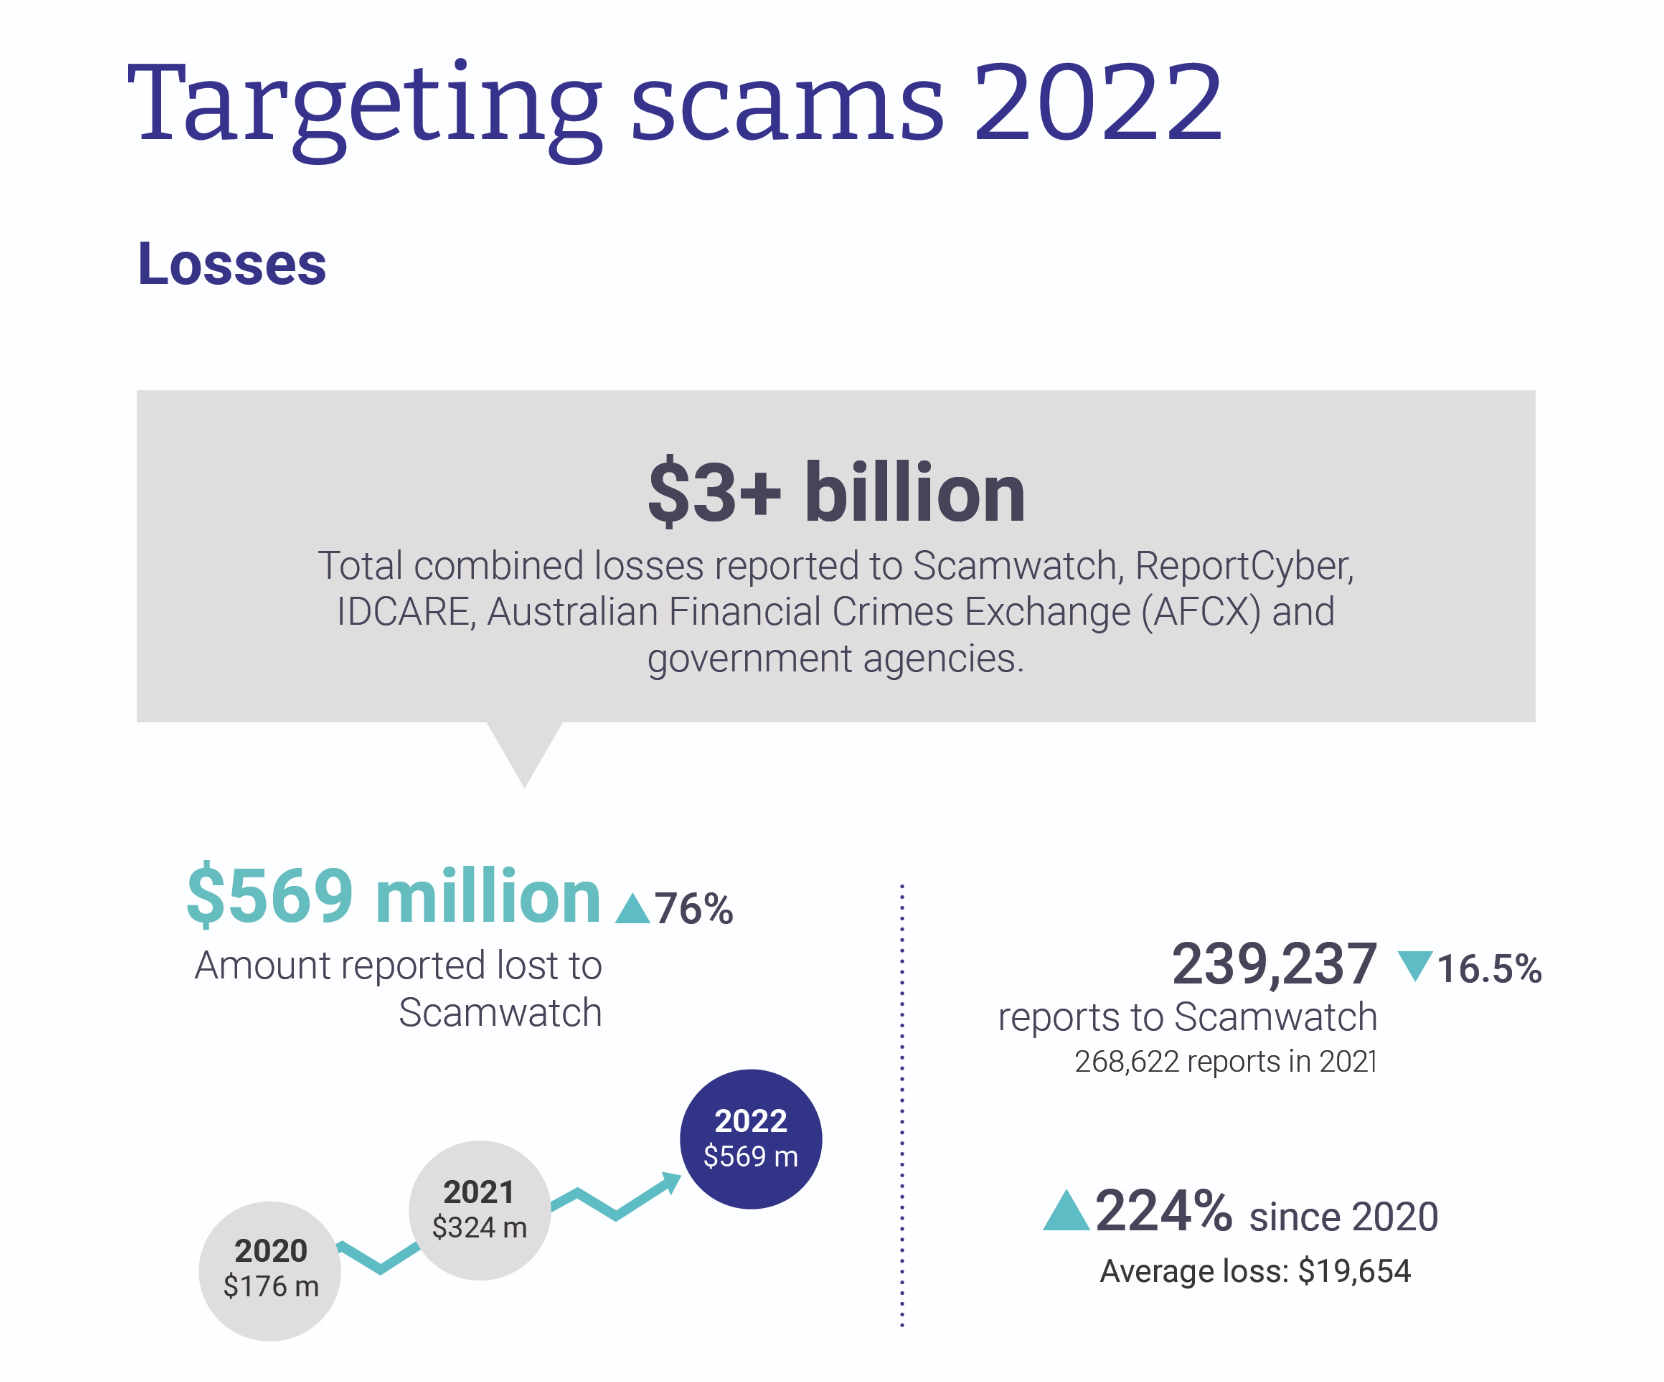 Targeting scams 2022
Losses
$3+ billion
Total combined losses reported to Scamwatch, ReportCyber,
IDCARE, Australian Financial Crimes Exchange (AFCX) and
government agencies.
$569 million ▲76%
Amount reported lost to
Scamwatch
2020
$176 m
2021
$324 m
2022
$569 m
239,237 ▼16.5%
reports to Scamwatch
268,622 reports in 2021
▲224% since 2020
Average loss: $19,654